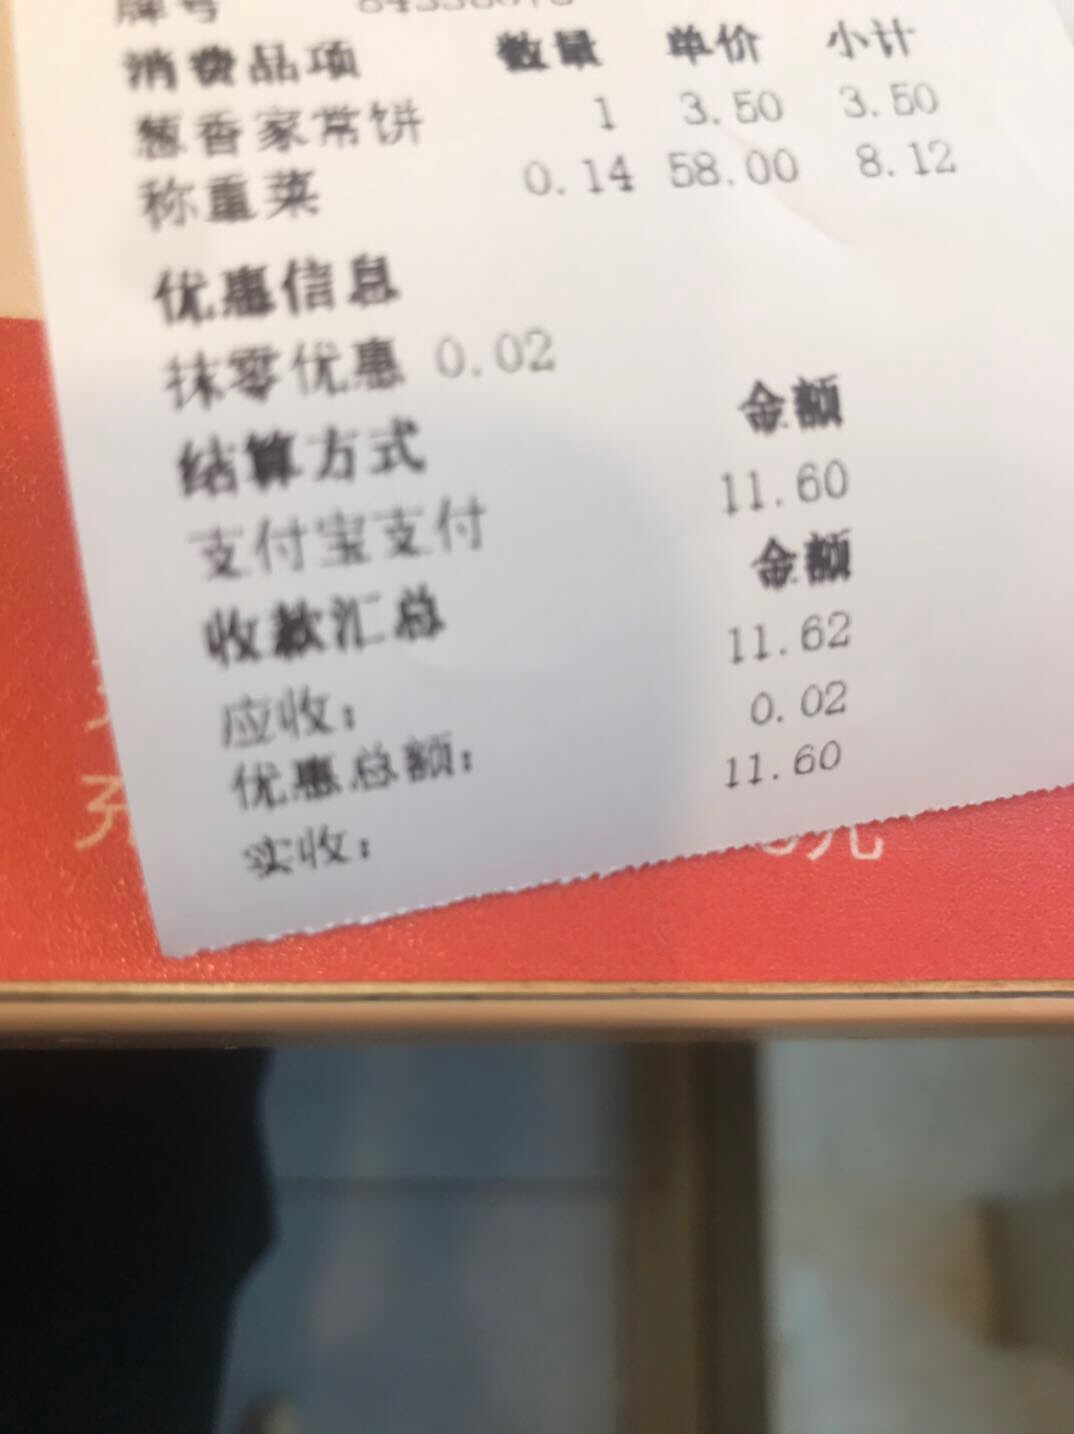 牌号
消费品项 数量 单价 小计
葱香家常饼 1 3.50 3.50
称重菜 0.14 58.00 8.12
优惠信息
抹零优惠 0.02
结算方式 金额
支付宝支付 11.60
收款汇总 金额
应收： 11.62
优惠总额： 0.02
实收： 11.60
元